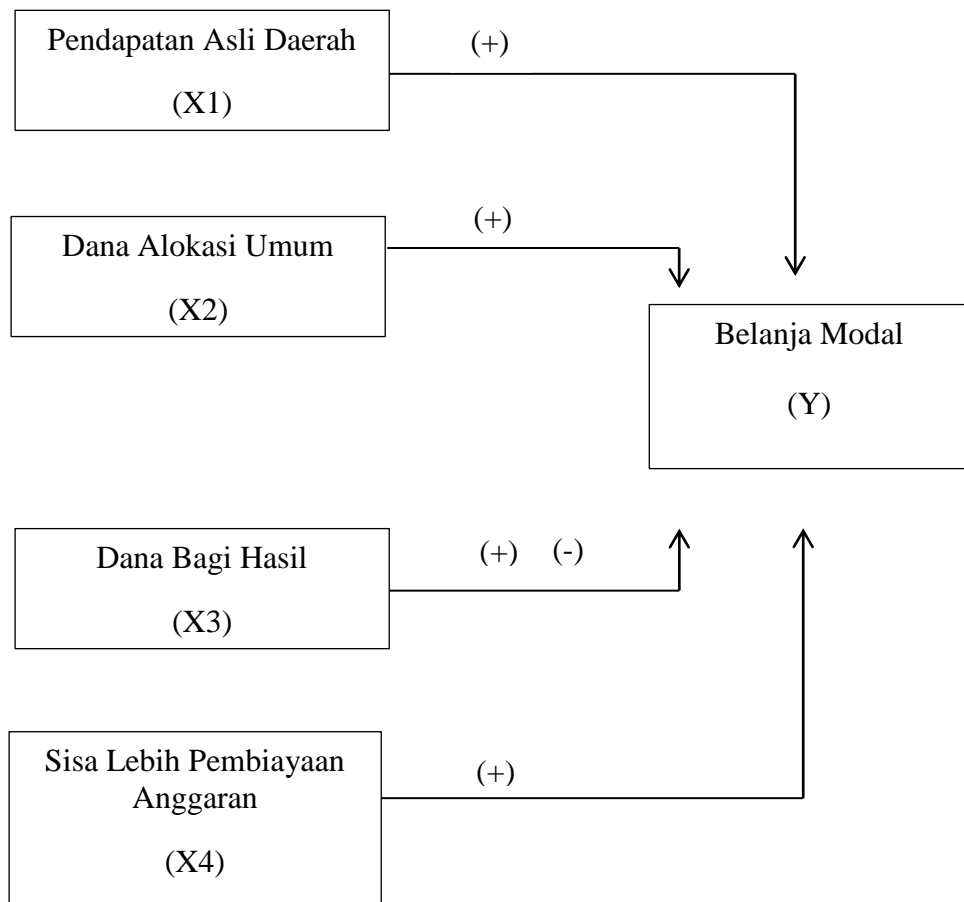 Pendapatan Asli Daerah
(X1)
(+)
Dana Alokasi Umum
(X2)
(+)
Belanja Modal
(Y)
Dana Bagi Hasil
(X3)
(+) (-)
Sisa Lebih Pembiayaan
Anggaran
(X4)
(+)